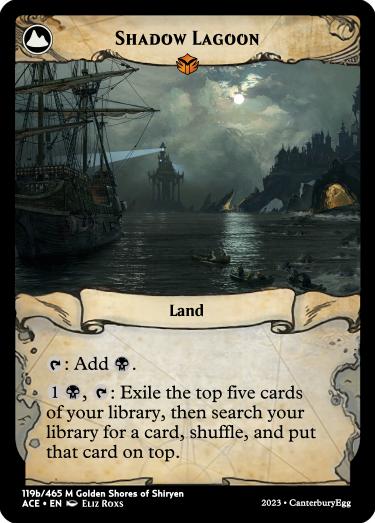 SHADOW LAGOON
Land
: Add .
1 , : Exile the top five cards
of your library, then search your
library for a card, shuffle, and put
that card on top.
119b/465 M Golden Shores of Shiryen
ACE • EN ELIZ ROXS
2023 • CanterburyEgg